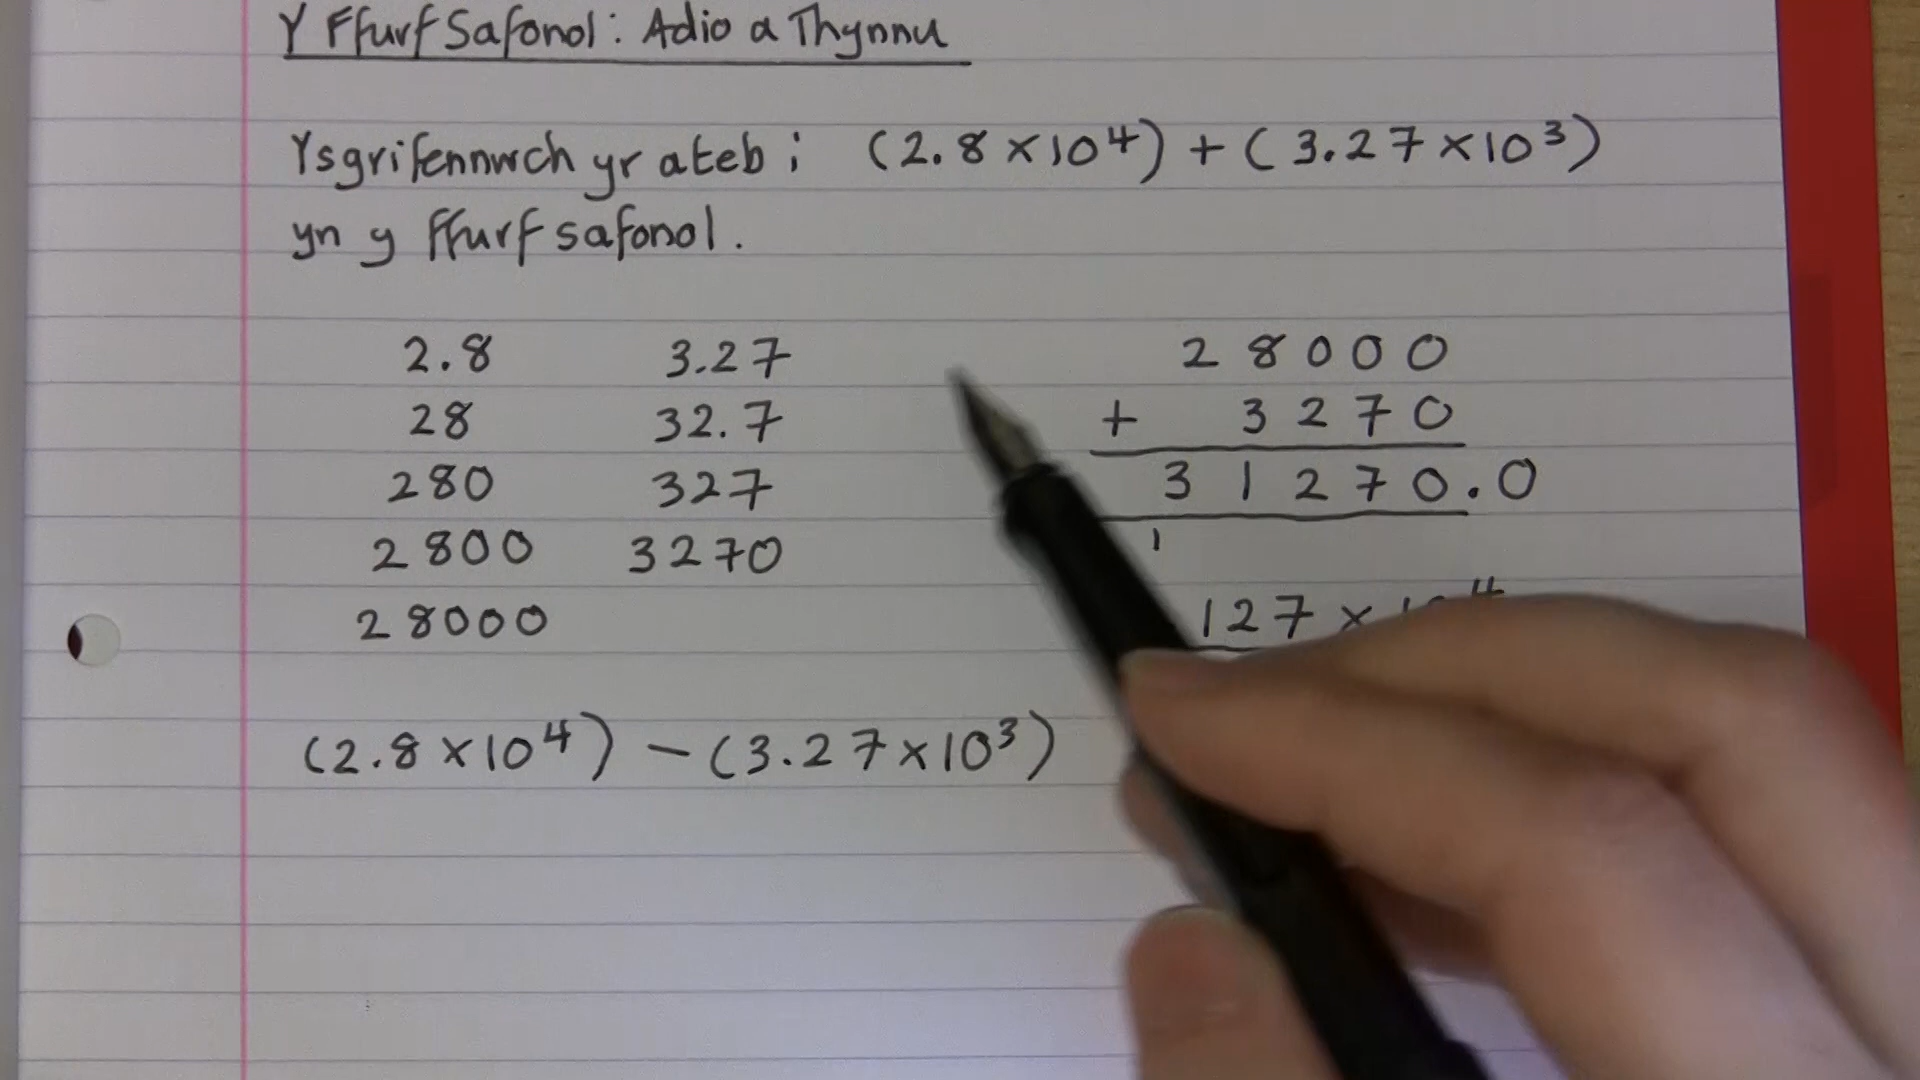 Y Ffurf Safonol: Adio a Thynnu
Ysgrifennwch yr ateb i (2.8 × 10⁴) + (3.27 × 10³)
yn y ffurf safonol.
2.8 3.27
28 32.7
280 327
2800 3270
28000
28000
+ 3270
31270.0
1
127 ×
(2.8 × 10⁴) − (3.27 × 10³)